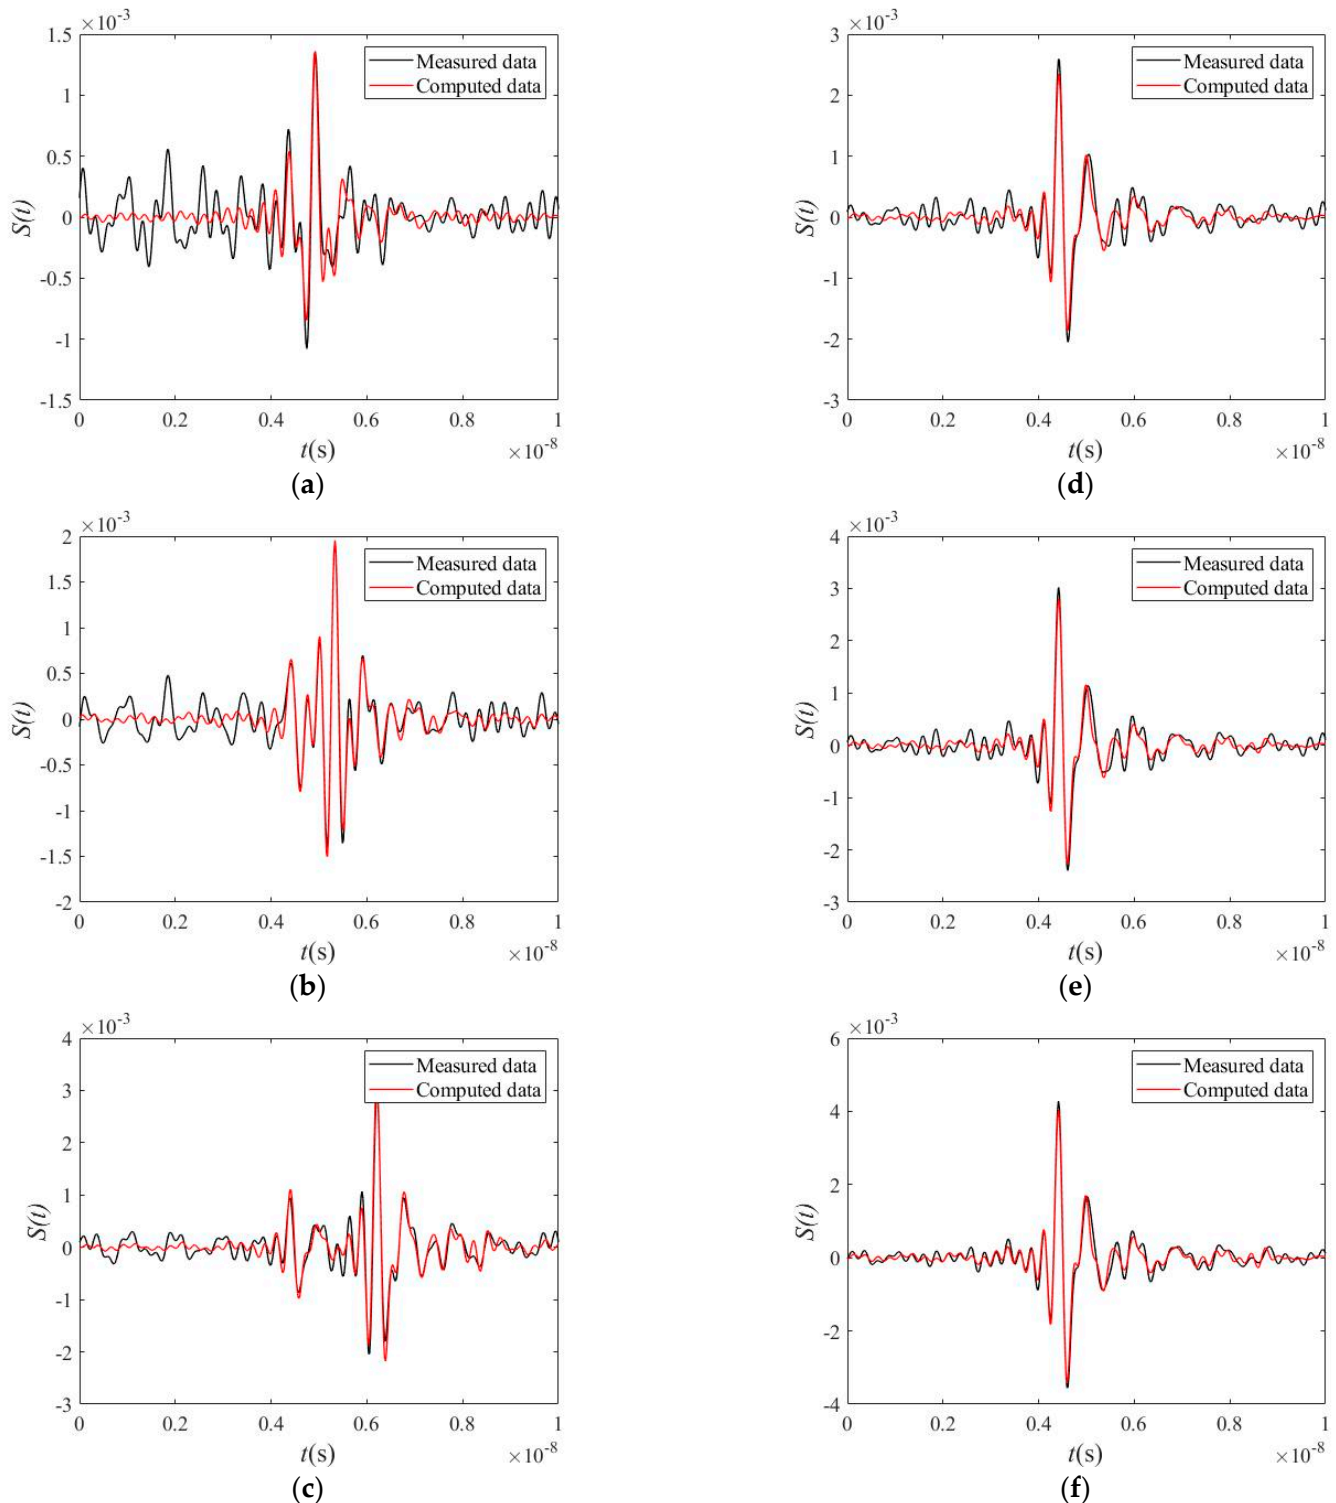 ×10-3
1.5
1
0.5
0
-0.5
-1
-1.5
S(t)
Measured data
Computed data
0 0.2 0.4 0.6 0.8 1
t(s)
×10-8
(a)
×10-3
3
2
1
0
-1
-2
-3
S(t)
Measured data
Computed data
0 0.2 0.4 0.6 0.8 1
t(s)
×10-8
(d)
×10-3
2
1.5
1
0.5
0
-0.5
-1
-1.5
-2
S(t)
Measured data
Computed data
0 0.2 0.4 0.6 0.8 1
t(s)
×10-8
(b)
×10-3
4
3
2
1
0
-1
-2
-3
S(t)
Measured data
Computed data
0 0.2 0.4 0.6 0.8 1
t(s)
×10-8
(e)
×10-3
4
3
2
1
0
-1
-2
-3
S(t)
Measured data
Computed data
0 0.2 0.4 0.6 0.8 1
t(s)
×10-8
(c)
×10-3
6
4
2
0
-2
-4
S(t)
Measured data
Computed data
0 0.2 0.4 0.6 0.8 1
t(s)
×10-8
(f)